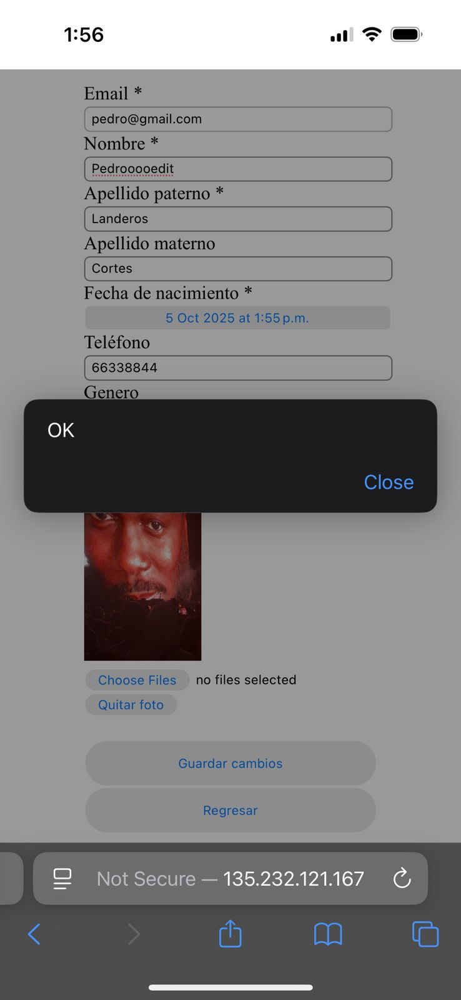 1:56
Email *
pedro@gmail.com
Nombre *
Pedrooooedit
Apellido paterno *
Landeros
Apellido materno
Cortes
Fecha de nacimiento *
5 Oct 2025 at 1:55 p.m.
Teléfono
66338844
Genero
OK
Close
Choose Files no files selected
Quitar foto
Guardar cambios
Regresar
Not Secure — 135.232.121.167